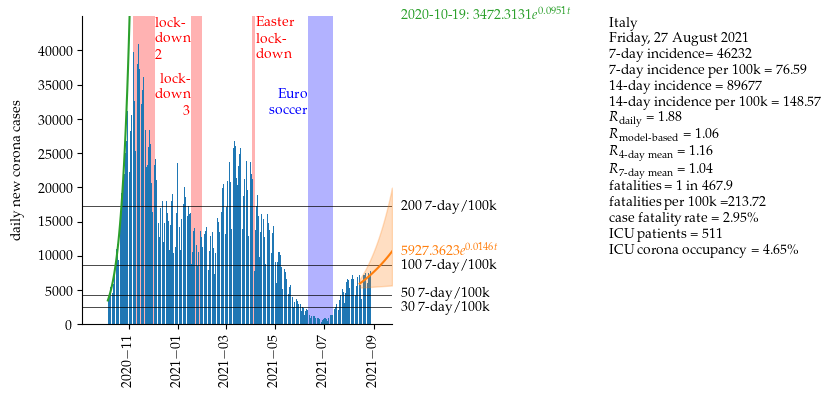 2020-10-19: 3472.3131e^0.0951t
lock-
down
2
Easter
lock-
down
lock-
down
3
Euro
soccer
daily new corona cases
40000
35000
30000
25000
20000
15000
10000
5000
0
200 7-day/100k
5927.3623e^0.0146t
100 7-day/100k
50 7-day/100k
30 7-day/100k
2020−11
2021−01
2021−03
2021−05
2021−07
2021−09
Italy
Friday, 27 August 2021
7-day incidence= 46232
7-day incidence per 100k = 76.59
14-day incidence = 89677
14-day incidence per 100k = 148.57
R_daily = 1.88
R_model-based = 1.06
R_4-day mean = 1.16
R_7-day mean = 1.04
fatalities = 1 in 467.9
fatalities per 100k =213.72
case fatality rate = 2.95%
ICU patients = 511
ICU corona occupancy = 4.65%